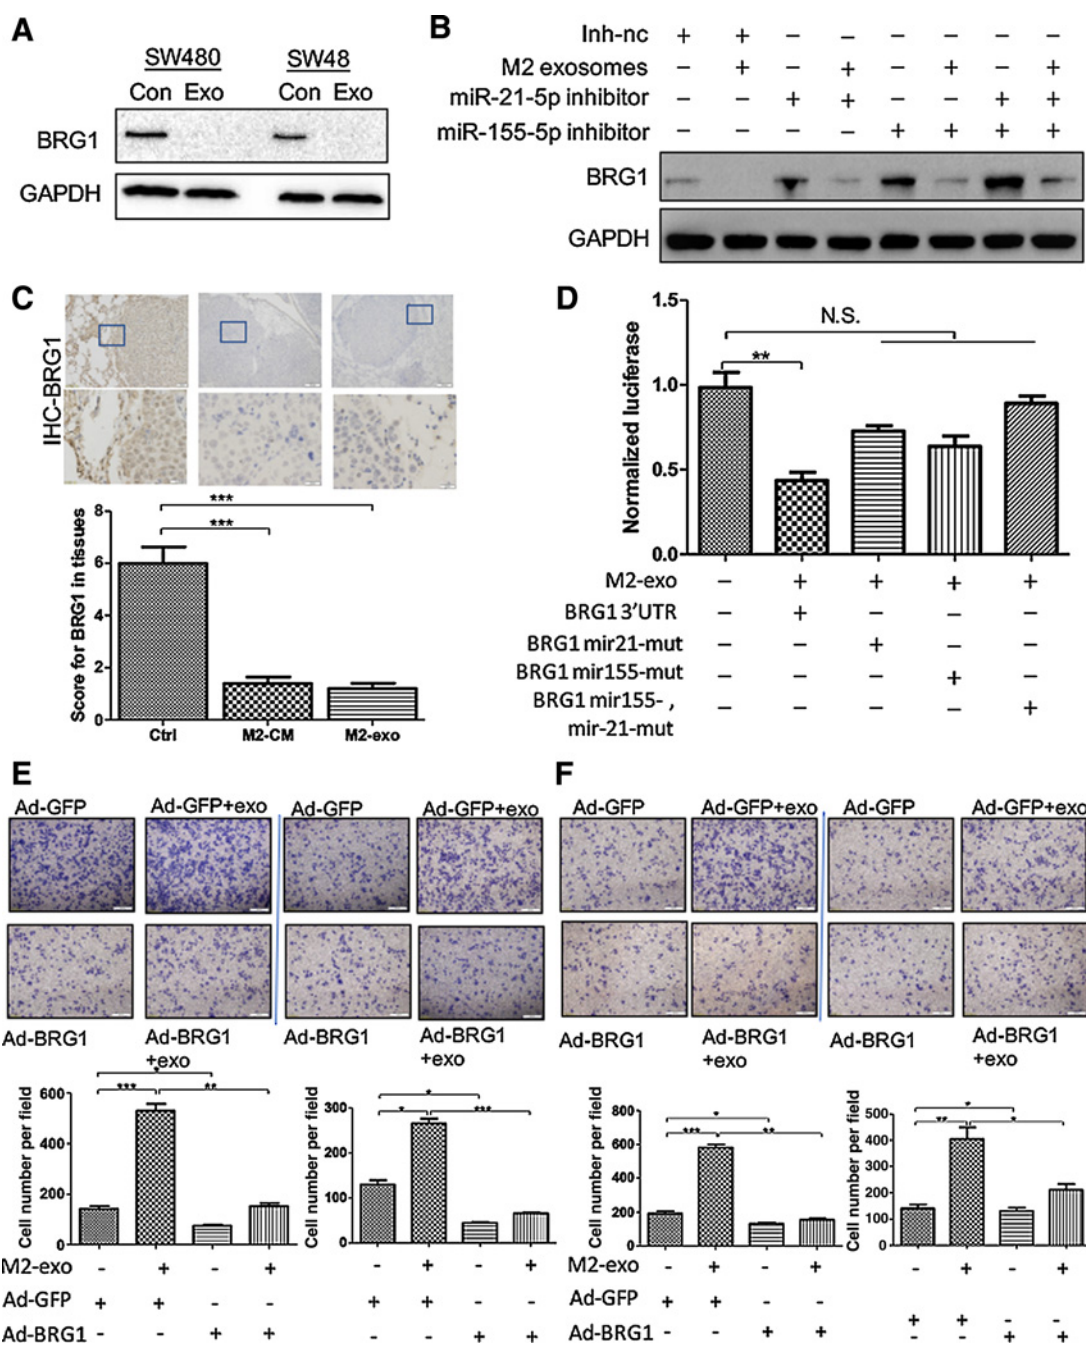 A
SW480 SW48
Con Exo Con Exo
BRG1
GAPDH
B
Inh-nc + + − − − − − −
M2 exosomes − + − + − + − +
miR-21-5p inhibitor − − + + − − + +
miR-155-5p inhibitor − − − − + + + +
BRG1
GAPDH
C
IHC-BRG1
Score for BRG1 in tissues
8
6
4
2
0
***
***
Ctrl M2-CM M2-exo
D
Normalized luciferase
1.5
1.0
0.5
0.0
N.S.
**
M2-exo − + + + +
BRG1 3'UTR − + − − −
BRG1 mir21-mut − − + − −
BRG1 mir155-mut − − − + −
BRG1 mir155- ,
mir-21-mut − − − − +
E
Ad-GFP Ad-GFP+exo Ad-GFP Ad-GFP+exo
Ad-BRG1 Ad-BRG1 +exo Ad-BRG1 Ad-BRG1 +exo
Cell number per field
600
400
200
0
*
*** **
Cell number per field
300
200
100
0
*
* ***
M2-exo - + - + - + - +
Ad-GFP + + - - + + - -
Ad-BRG1 - - + + - - + +
F
Ad-GFP Ad-GFP+exo Ad-GFP Ad-GFP+exo
Ad-BRG1 Ad-BRG1 +exo Ad-BRG1 Ad-BRG1 +exo
Cell number per field
800
600
400
200
0
*
*** **
Cell number per field
500
400
300
200
100
0
*
** *
M2-exo - + - + - + - +
Ad-GFP + + - - + + - -
Ad-BRG1 - - + + - - + +